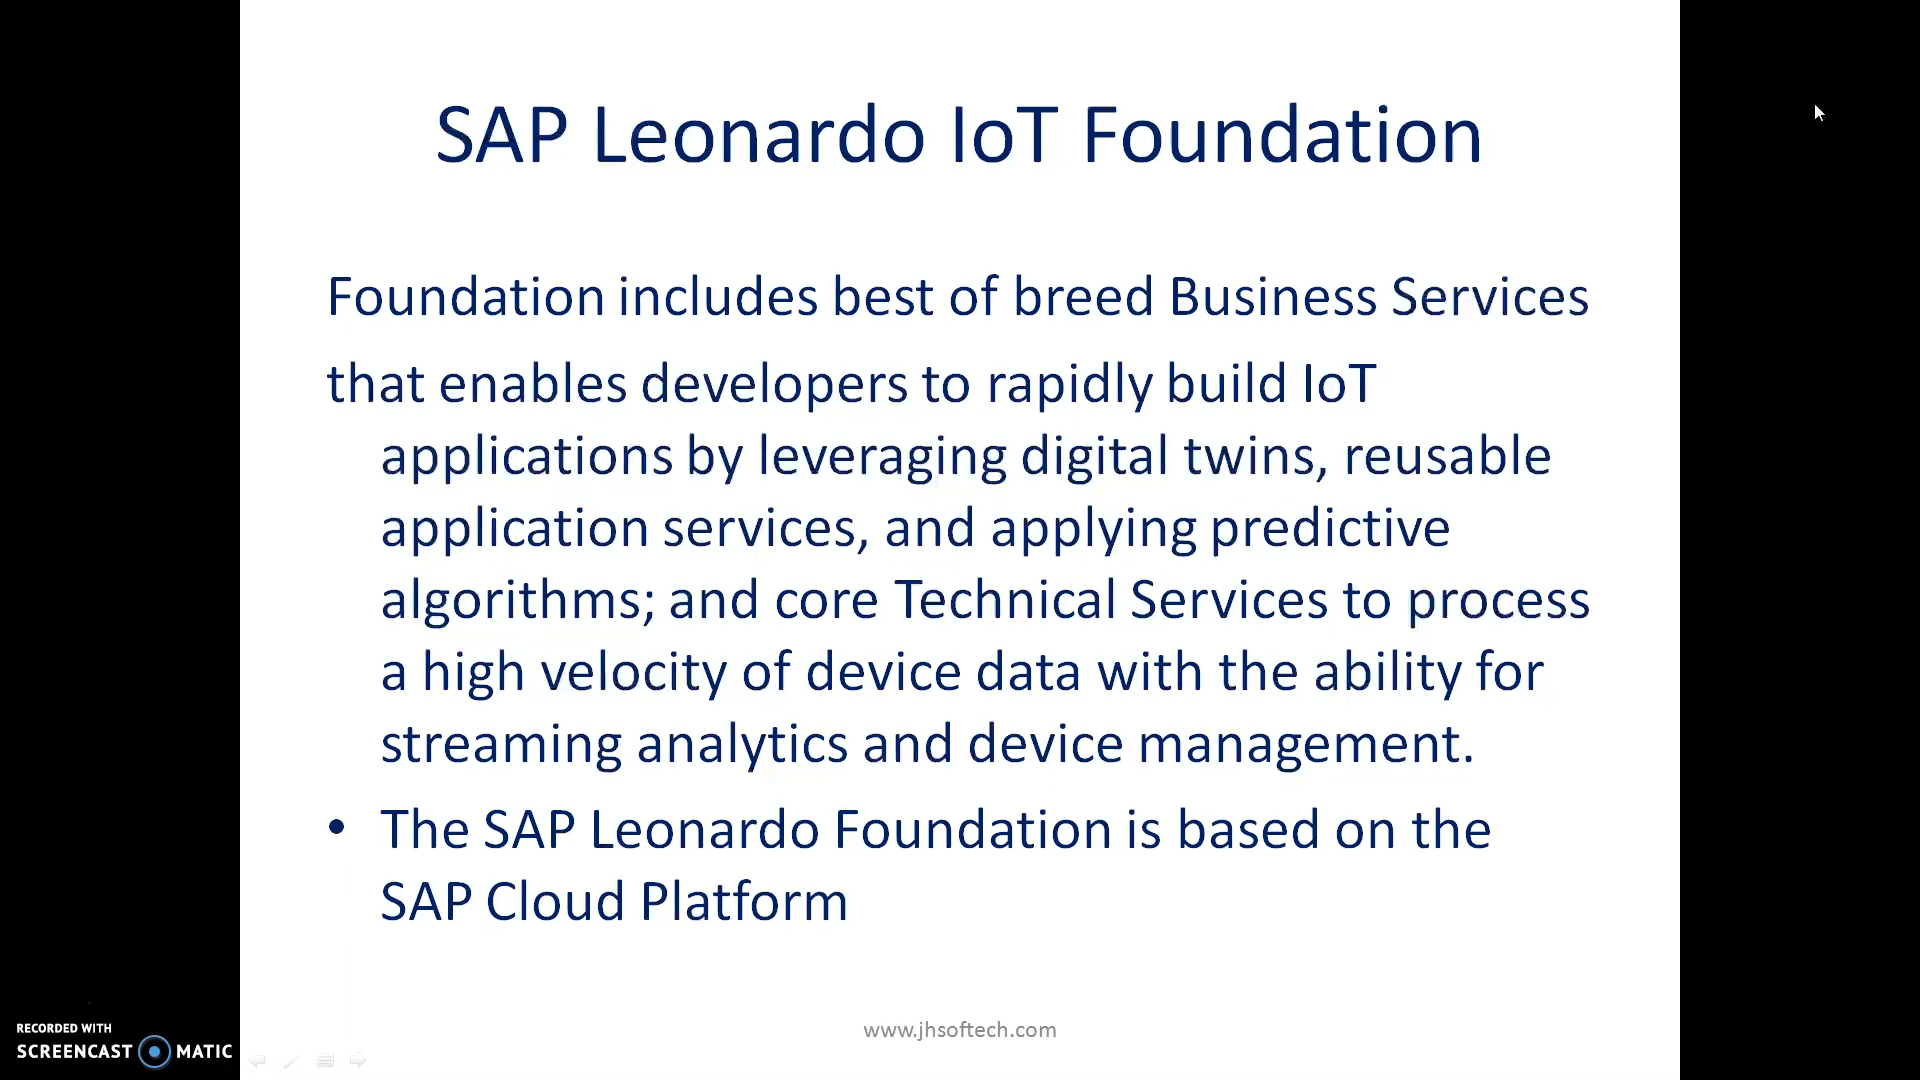 SAP Leonardo IoT Foundation
Foundation includes best of breed Business Services
that enables developers to rapidly build IoT
applications by leveraging digital twins, reusable
application services, and applying predictive
algorithms; and core Technical Services to process
a high velocity of device data with the ability for
streaming analytics and device management.
• The SAP Leonardo Foundation is based on the
SAP Cloud Platform
www.jhsoftech.com
RECORDED WITH
SCREENCAST MATIC